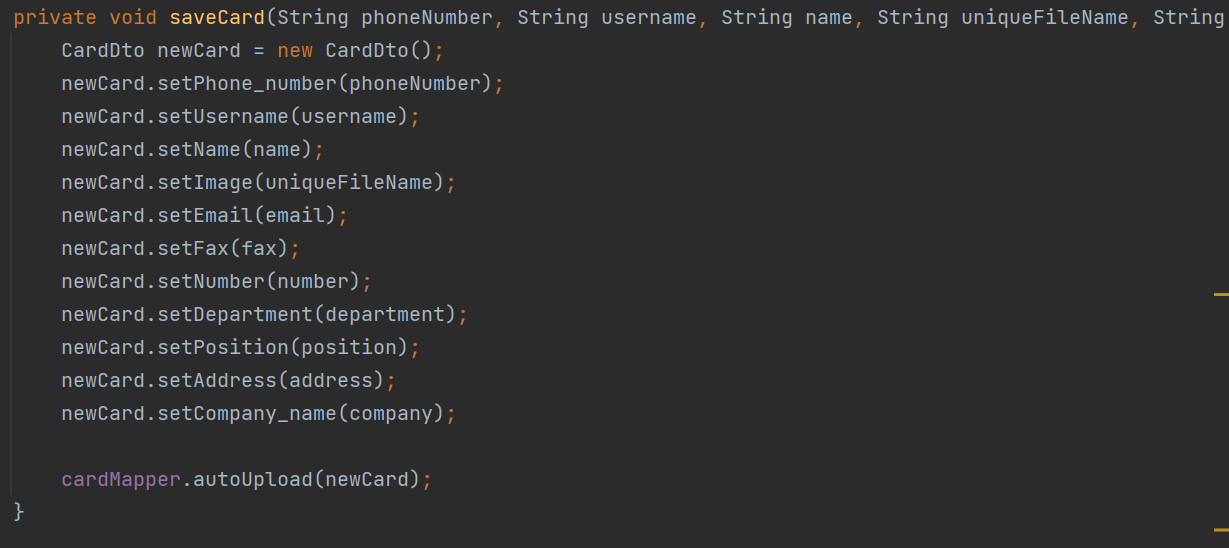 private void saveCard(String phoneNumber, String username, String name, String uniqueFileName, String
CardDto newCard = new CardDto();
newCard.setPhone_number(phoneNumber);
newCard.setUsername(username);
newCard.setName(name);
newCard.setImage(uniqueFileName);
newCard.setEmail(email);
newCard.setFax(fax);
newCard.setNumber(number);
newCard.setDepartment(department);
newCard.setPosition(position);
newCard.setAddress(address);
newCard.setCompany_name(company);
cardMapper.autoUpload(newCard);
}